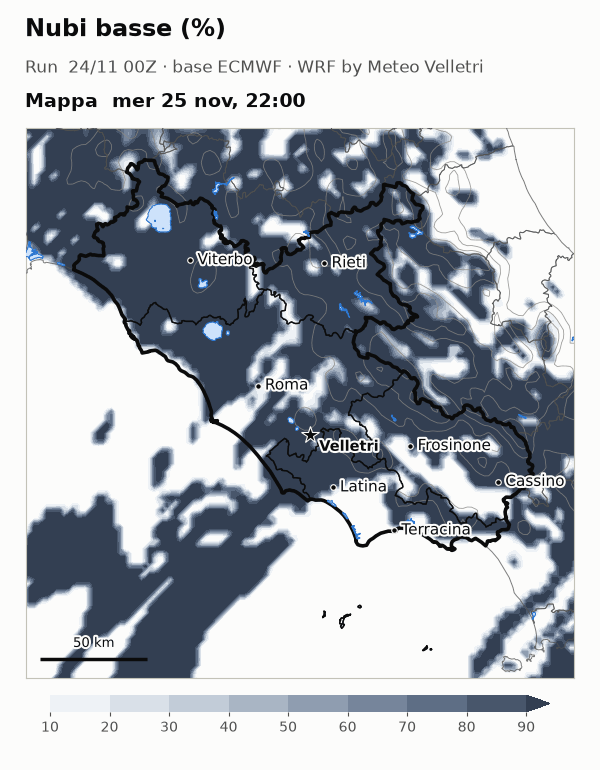 Nubi basse (%)
Run  24/11 00Z · base ECMWF · WRF by Meteo Velletri
Mappa  mer 25 nov, 22:00
Viterbo
Rieti
Roma
Velletri
Frosinone
Cassino
Latina
Terracina
50 km
10 20 30 40 50 60 70 80 90